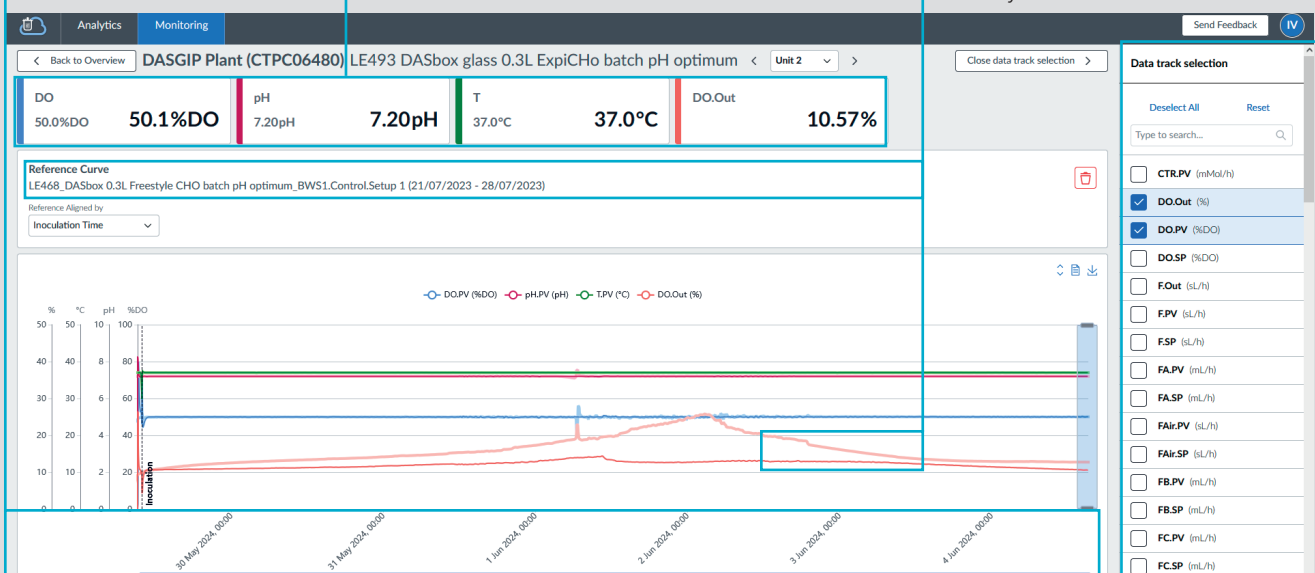 Analytics
Monitoring
Send Feedback
IV
Back to Overview
DASGIP Plant (CTPC06480) LE493 DASbox glass 0.3L ExpiCHo batch pH optimum
Unit 2
Close data track selection
DO
50.0%DO 50.1%DO
pH
7.20pH 7.20pH
T
37.0°C 37.0°C
DO.Out
10.57%
Reference Curve
LE468_DASbox 0.3L Freestyle CHO batch pH optimum_BWS1.Control.Setup 1 (21/07/2023 - 28/07/2023)
Reference Aligned by
Inoculation Time
DO.PV (%DO) pH.PV (pH) T.PV (°C) DO.Out (%)
% °C pH %DO
50 50 10 100
40 40 8 80
30 30 6 60
20 20 4 40
10 10 2 20
0 0 0 0
Inoculation
30 May 2024, 00:00
31 May 2024, 00:00
1 Jun 2024, 00:00
2 Jun 2024, 00:00
3 Jun 2024, 00:00
4 Jun 2024, 00:00
Data track selection
Deselect All Reset
Type to search...
CTR.PV (mMol/h)
DO.Out (%)
DO.PV (%DO)
DO.SP (%DO)
F.Out (sL/h)
F.PV (sL/h)
F.SP (sL/h)
FA.PV (mL/h)
FA.SP (mL/h)
FAir.PV (sL/h)
FAir.SP (sL/h)
FB.PV (mL/h)
FB.SP (mL/h)
FC.PV (mL/h)
FC.SP (mL/h)